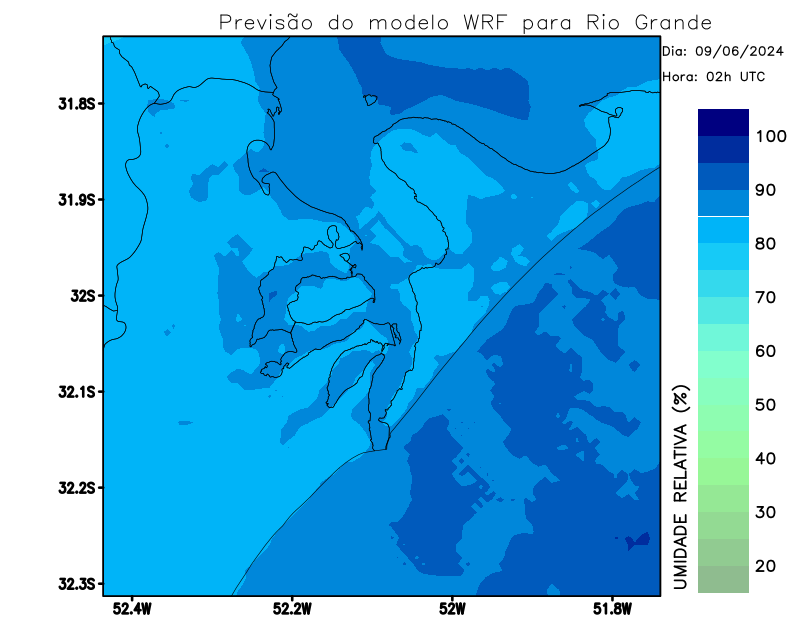 Previsão do modelo WRF para Rio Grande
Dia: 09/06/2024
Hora: 02h UTC
31.8S
31.9S
32S
32.1S
32.2S
32.3S
52.4W
52.2W
52W
51.8W
100
90
80
70
60
50
40
30
20
UMIDADE RELATIVA (%)